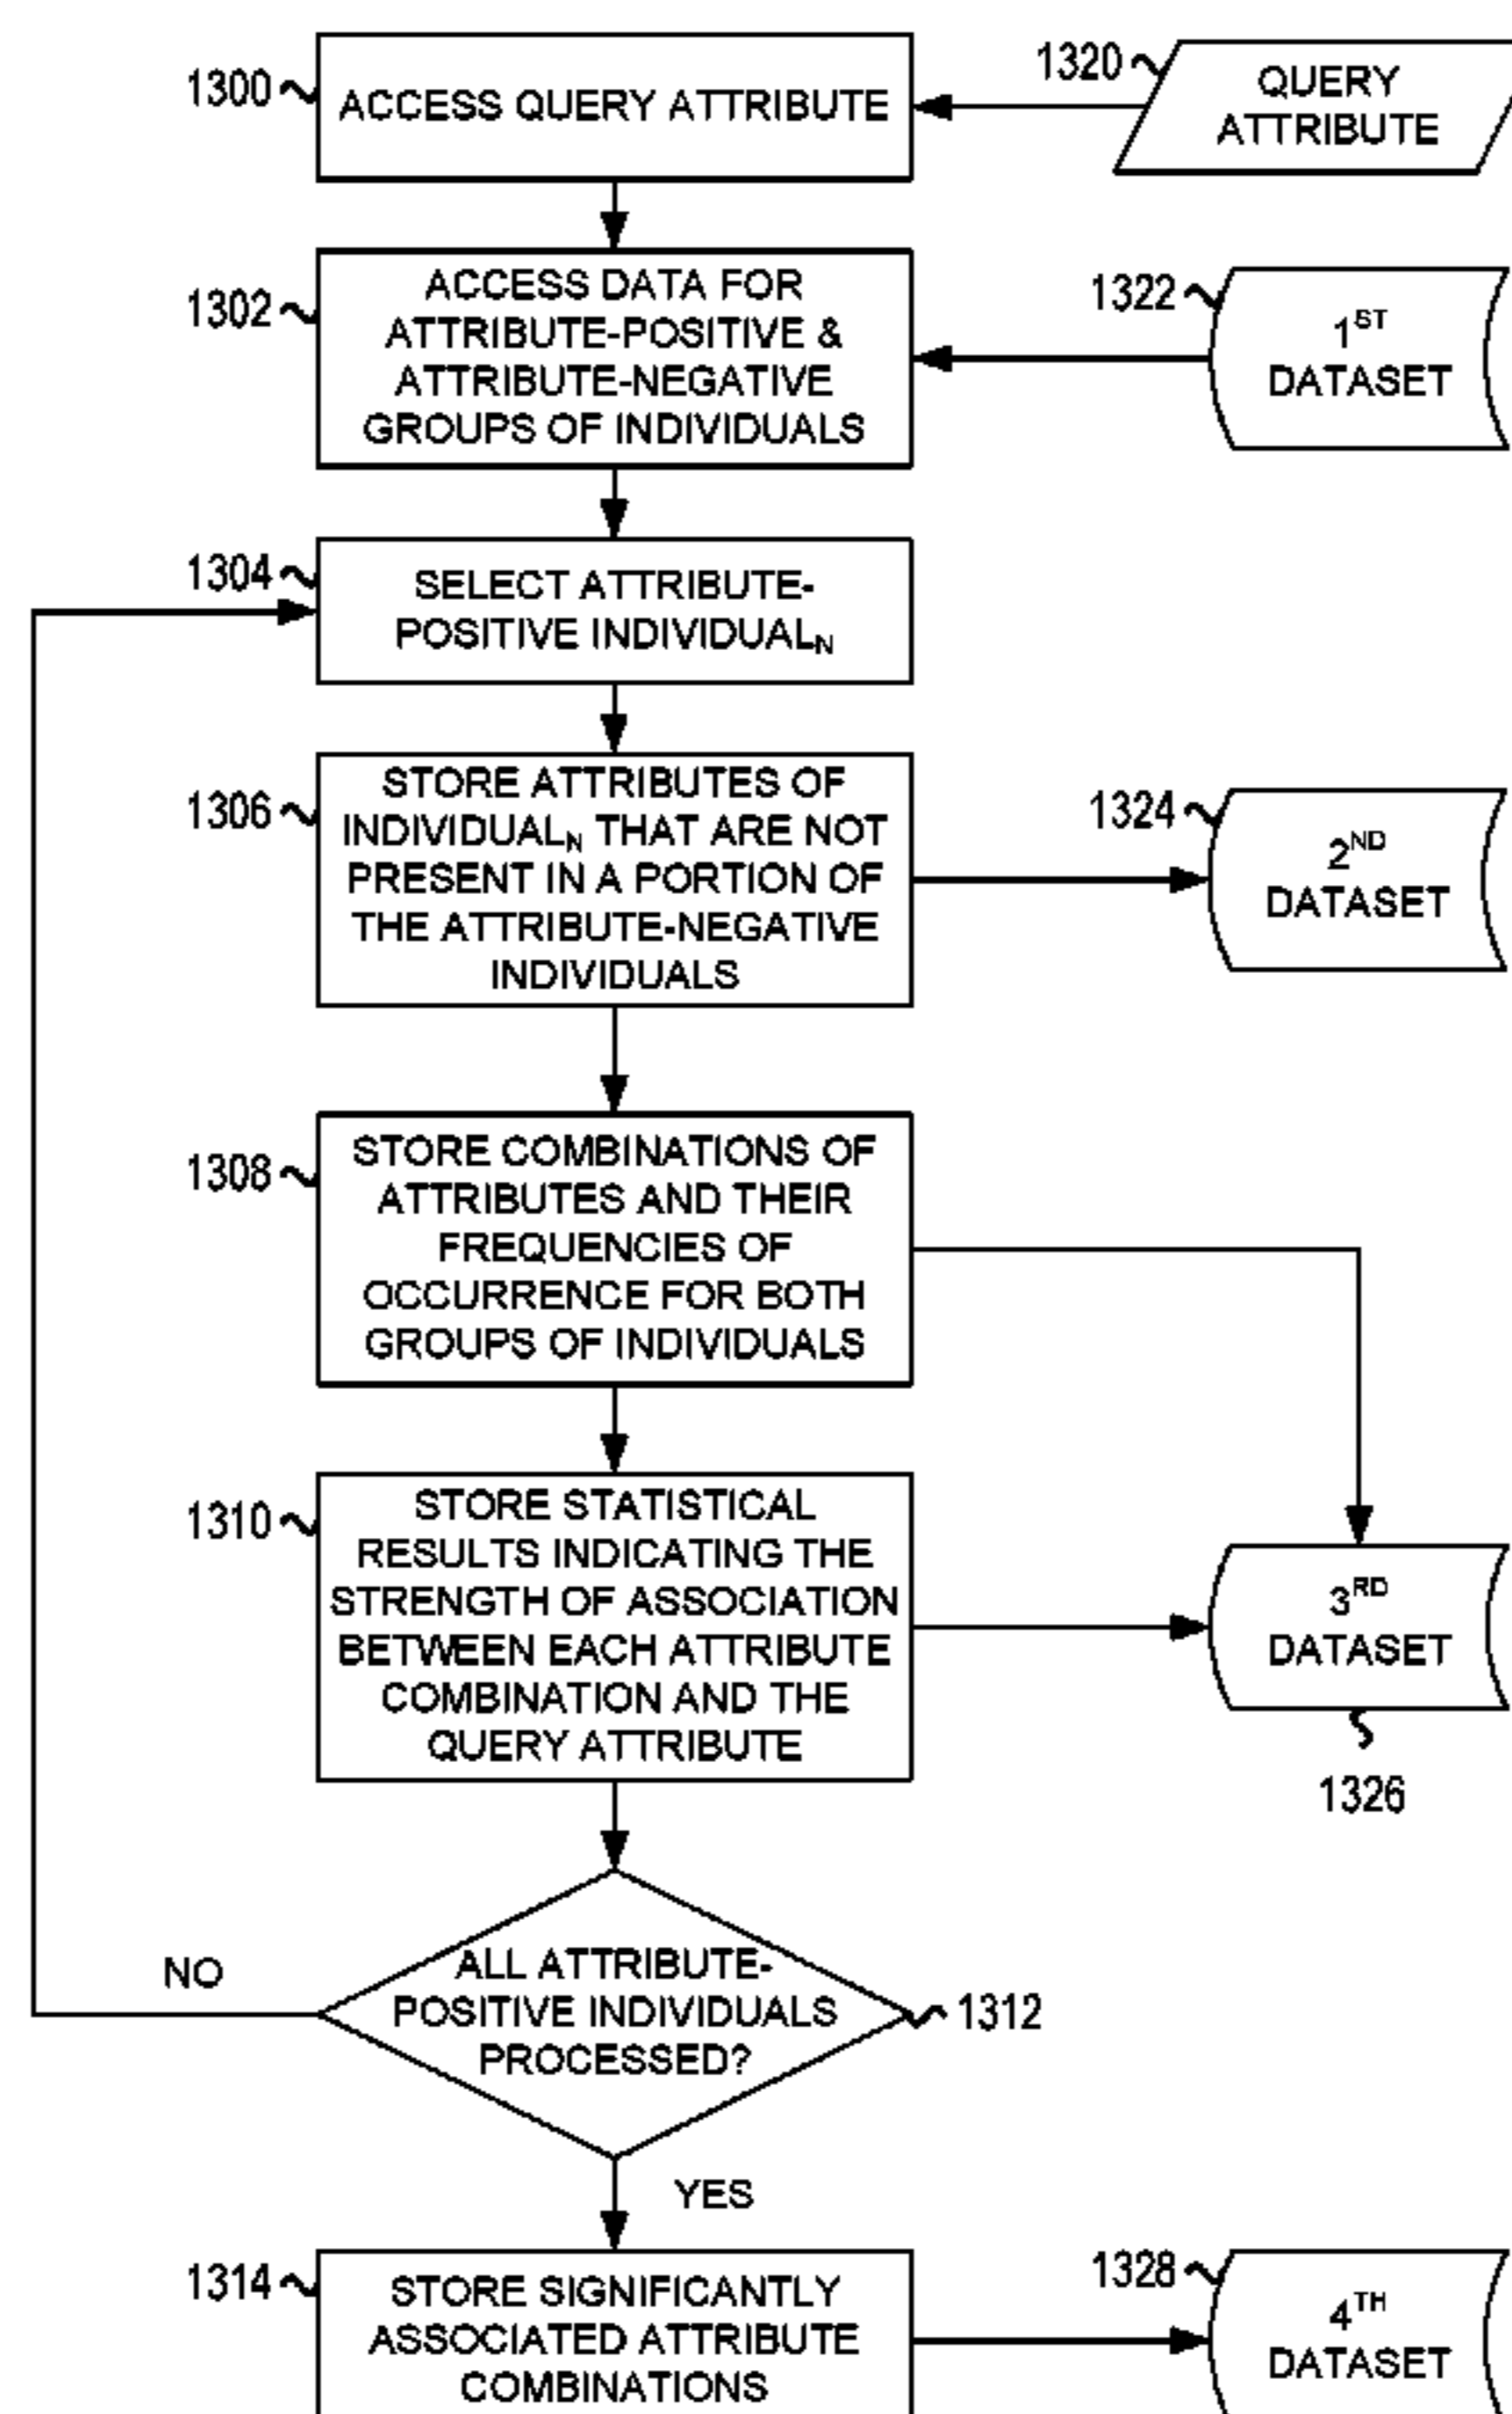 1300
ACCESS QUERY ATTRIBUTE
1320
QUERY
ATTRIBUTE
1302
ACCESS DATA FOR
ATTRIBUTE-POSITIVE &
ATTRIBUTE-NEGATIVE
GROUPS OF INDIVIDUALS
1322
1ST
DATASET
1304
SELECT ATTRIBUTE-
POSITIVE INDIVIDUALN
1306
STORE ATTRIBUTES OF
INDIVIDUALN THAT ARE NOT
PRESENT IN A PORTION OF
THE ATTRIBUTE-NEGATIVE
INDIVIDUALS
1324
2ND
DATASET
1308
STORE COMBINATIONS OF
ATTRIBUTES AND THEIR
FREQUENCIES OF
OCCURRENCE FOR BOTH
GROUPS OF INDIVIDUALS
1310
STORE STATISTICAL
RESULTS INDICATING THE
STRENGTH OF ASSOCIATION
BETWEEN EACH ATTRIBUTE
COMBINATION AND THE
QUERY ATTRIBUTE
3RD
DATASET
1326
NO
ALL ATTRIBUTE-
POSITIVE INDIVIDUALS
PROCESSED?
1312
YES
1314
STORE SIGNIFICANTLY
ASSOCIATED ATTRIBUTE
COMBINATIONS
1328
4TH
DATASET